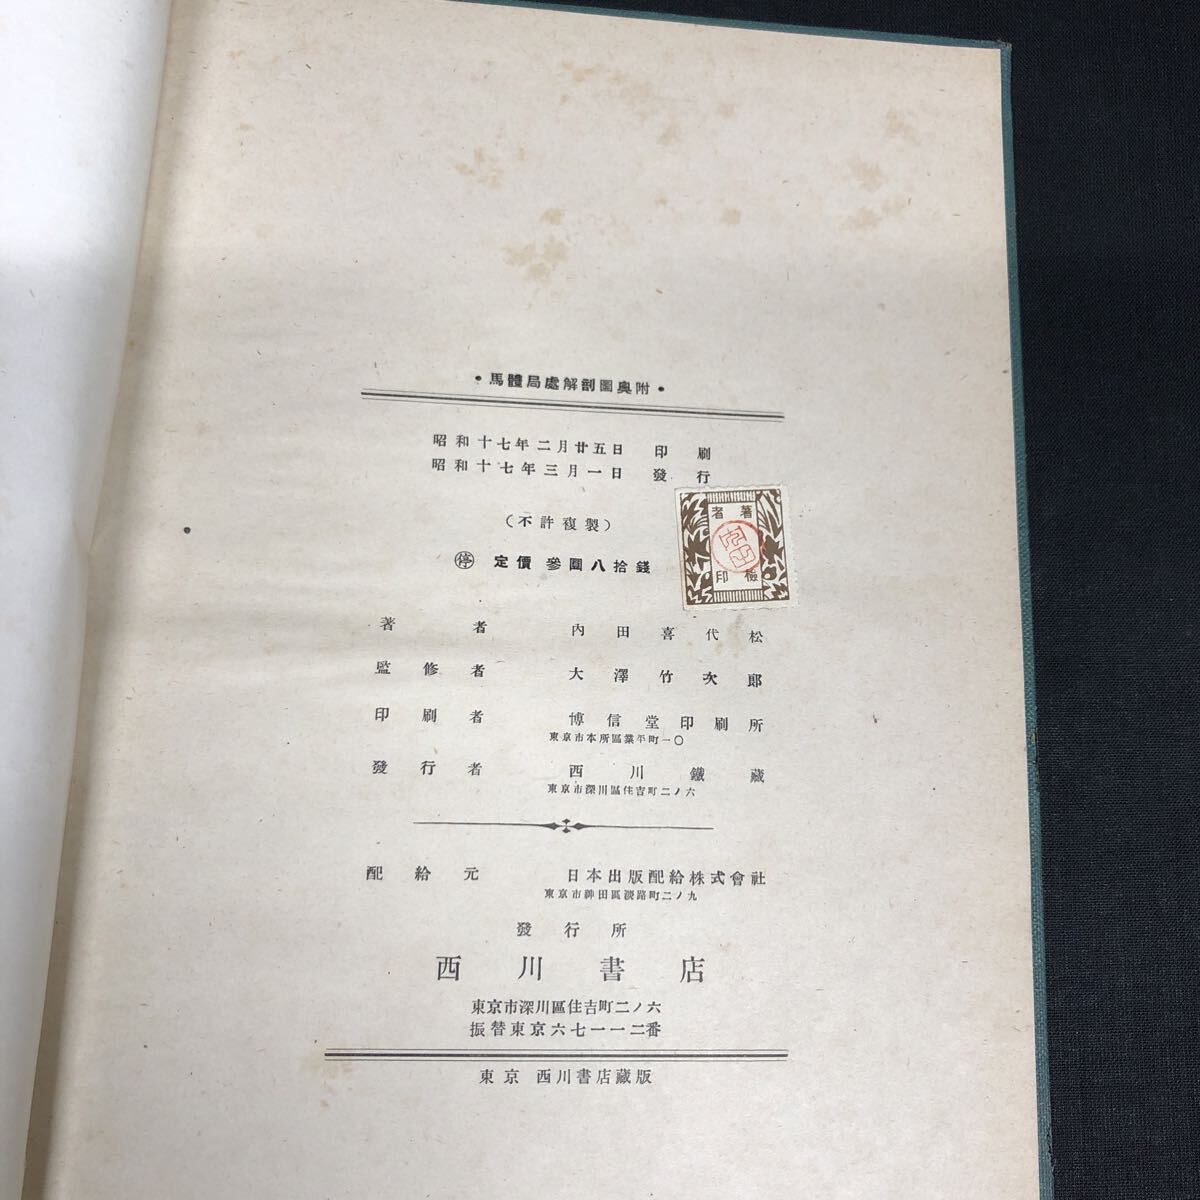 •馬體局處解剖圖奥附•
昭和十七年二月廿五日　印刷
昭和十七年三月一日　發行
著者
檢印
（不許複製）
停　定價　參圓八拾錢
著者　內田喜代松
監修者　大澤竹次郎
印刷者　博信堂印刷所
東京市本所區業平町一〇
發行者　西川鐵藏
東京市深川區住吉町二ノ六
配給元　日本出版配給株式會社
東京市神田區淡路町二ノ九
發行所
西川書店
東京市深川區住吉町二ノ六
振替東京六七一一二番
東京　西川書店藏版